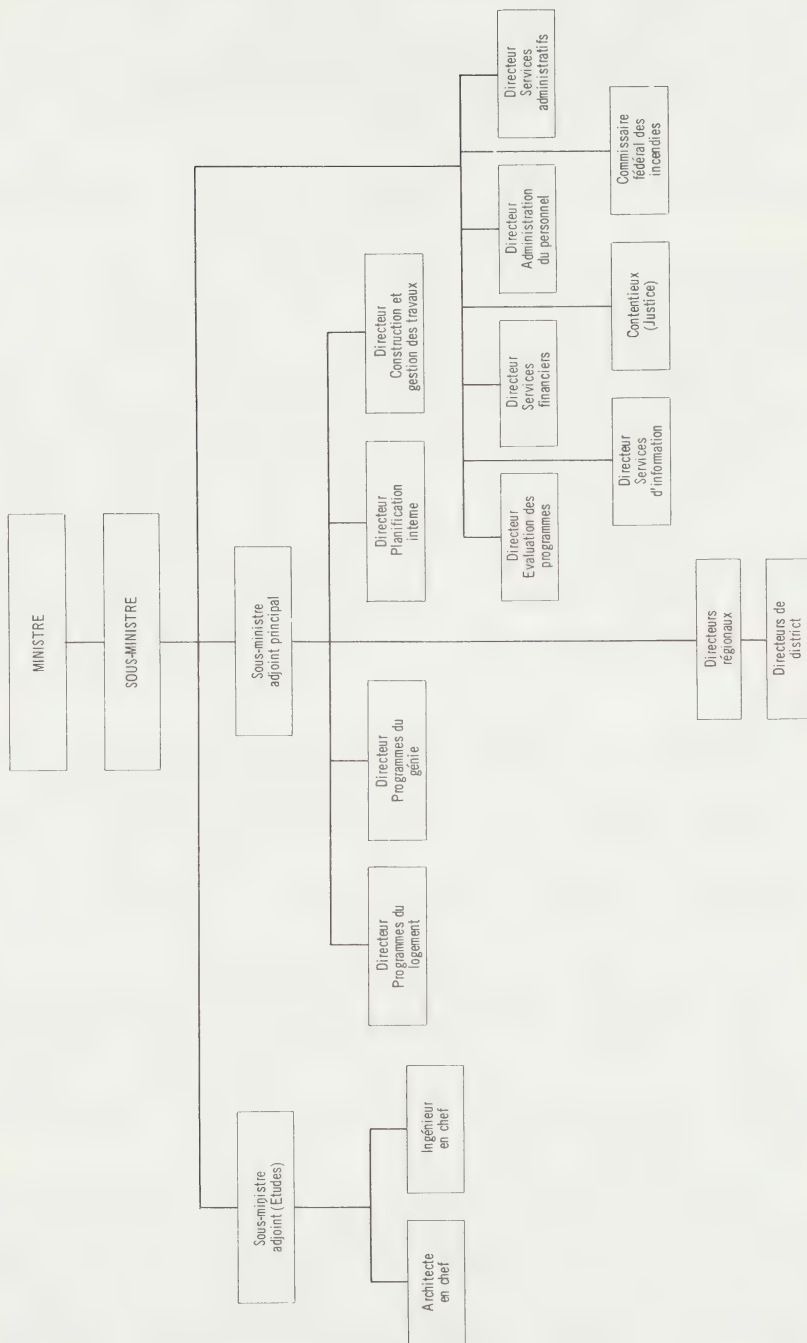 MINISTRE
SOUS-MINISTRE
Sous-ministre
adjoint (Etudes)
Sous-ministre
adjoint principal
Architecte
en chef
Ingénieur
en chef
Directeur
Programmes du
logement
Directeur
Programmes du
génie
Directeur
Planification
interne
Directeur
Construction et
gestion des travaux
Directeur
Evaluation des
programmes
Directeur
Services
financiers
Directeur
Administration
du personnel
Directeur
Services
administratifs
Directeur
Services
d'information
Contentieux
(Justice)
Commissaire
fédéral des
incendies
Directeurs
régionaux
Directeurs de
district